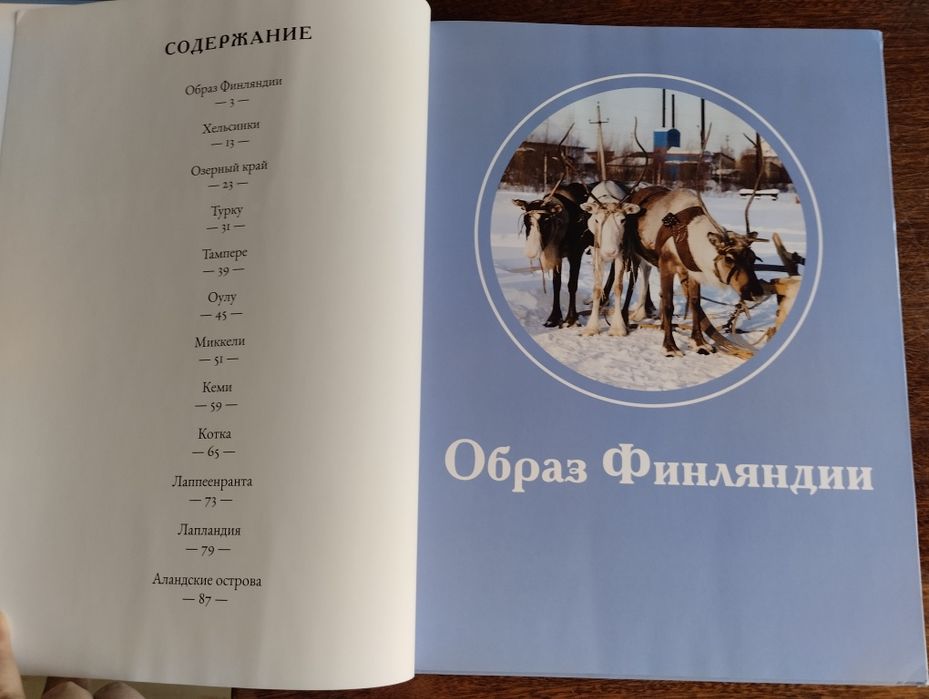 СОДЕРЖАНИЕ
Образ Финляндии
— 3 —
Хельсинки
— 13 —
Озерный край
— 23 —
Турку
— 31 —
Тампере
— 39 —
Оулу
— 45 —
Миккели
— 51 —
Кеми
— 59 —
Котка
— 65 —
Лаппеенранта
— 73 —
Лапландия
— 79 —
Аландские острова
— 87 —
Образ Финляндии